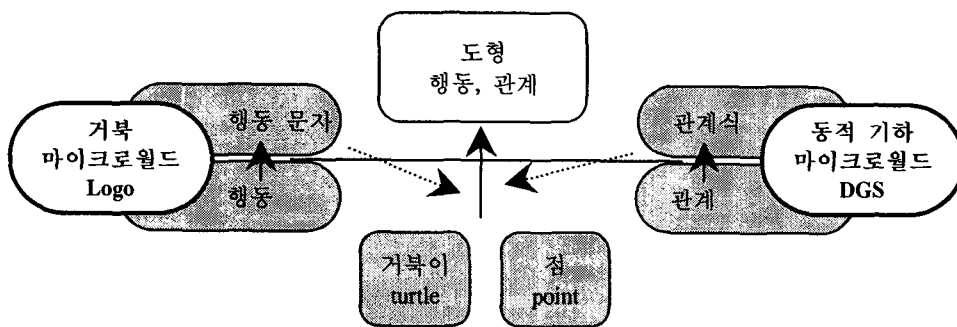 도형
행동, 관계
거북
마이크로월드
Logo
행동 문자
행동
관계식
관계
동적 기하
마이크로월드
DGS
거북이
turtle
점
point